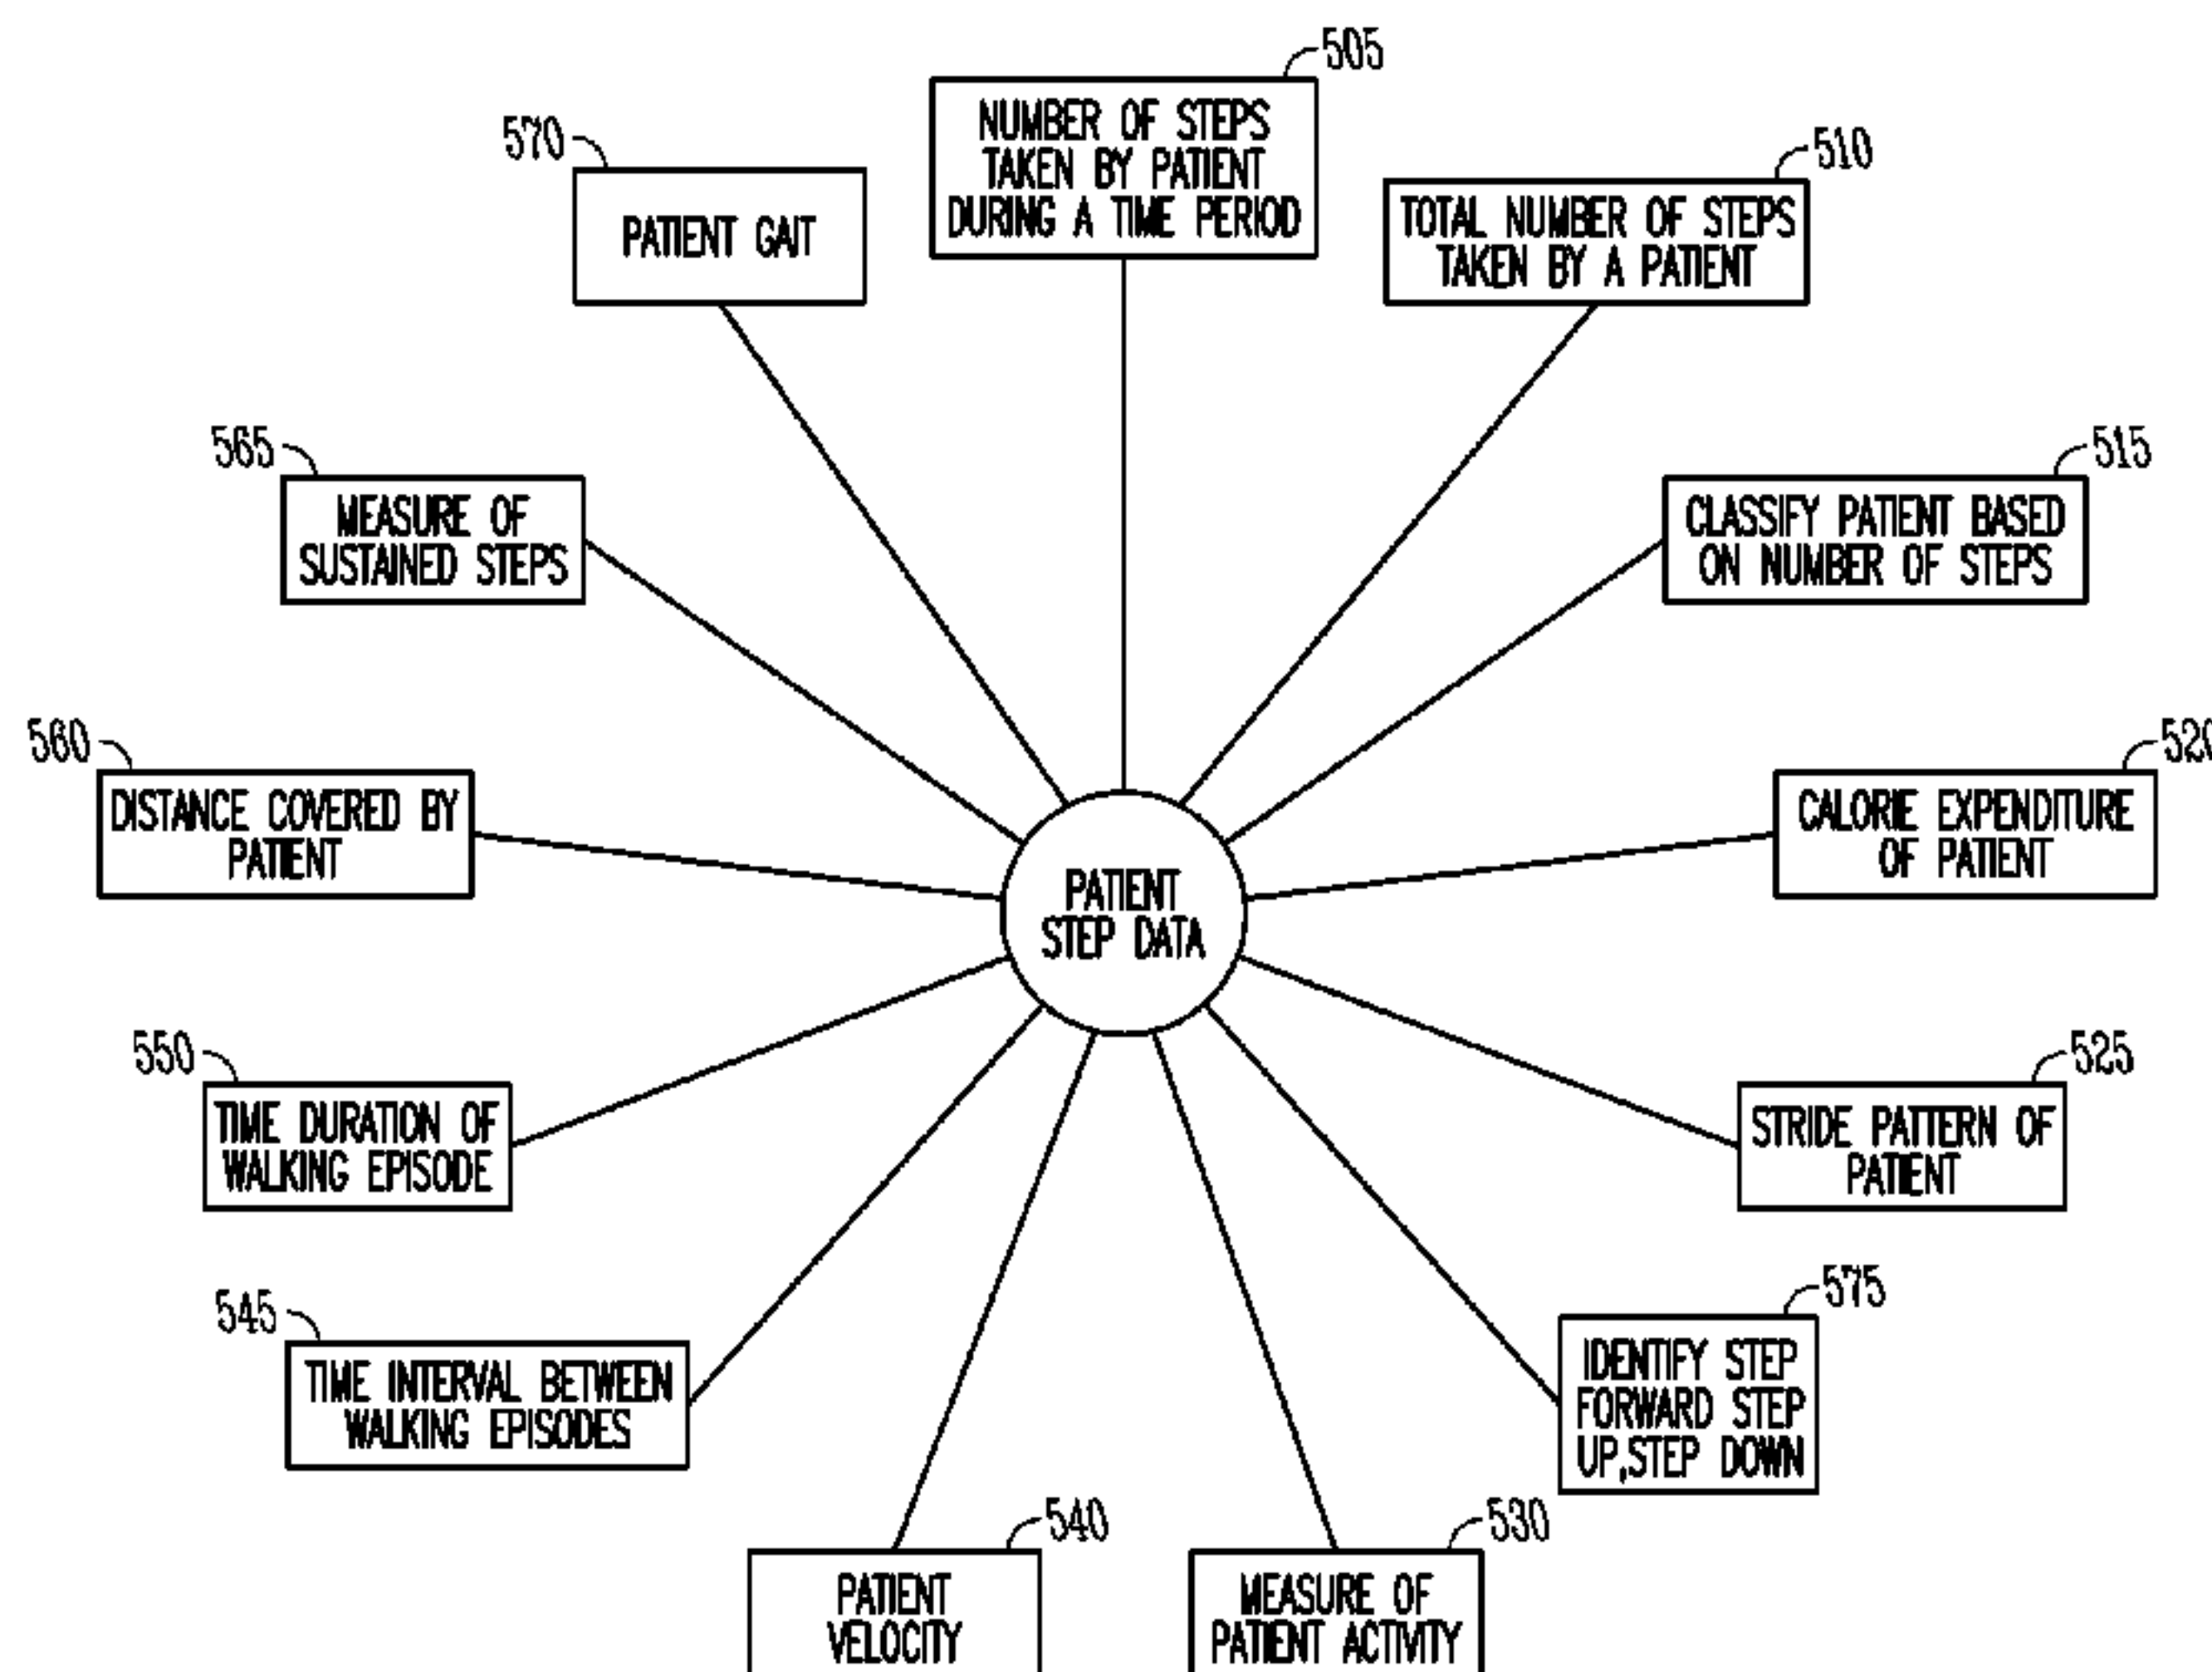 505
NUMBER OF STEPS
TAKEN BY PATIENT
DURING A TIME PERIOD
570
PATIENT GAIT
510
TOTAL NUMBER OF STEPS
TAKEN BY A PATIENT
565
MEASURE OF
SUSTAINED STEPS
515
CLASSIFY PATIENT BASED
ON NUMBER OF STEPS
560
DISTANCE COVERED BY
PATIENT
520
CALORIE EXPENDITURE
OF PATIENT
PATIENT
STEP DATA
550
TIME DURATION OF
WALKING EPISODE
525
STRIDE PATTERN OF
PATIENT
545
TIME INTERVAL BETWEEN
WALKING EPISODES
575
IDENTIFY STEP
FORWARD STEP
UP,STEP DOWN
540
PATIENT
VELOCITY
530
MEASURE OF
PATIENT ACTIVITY